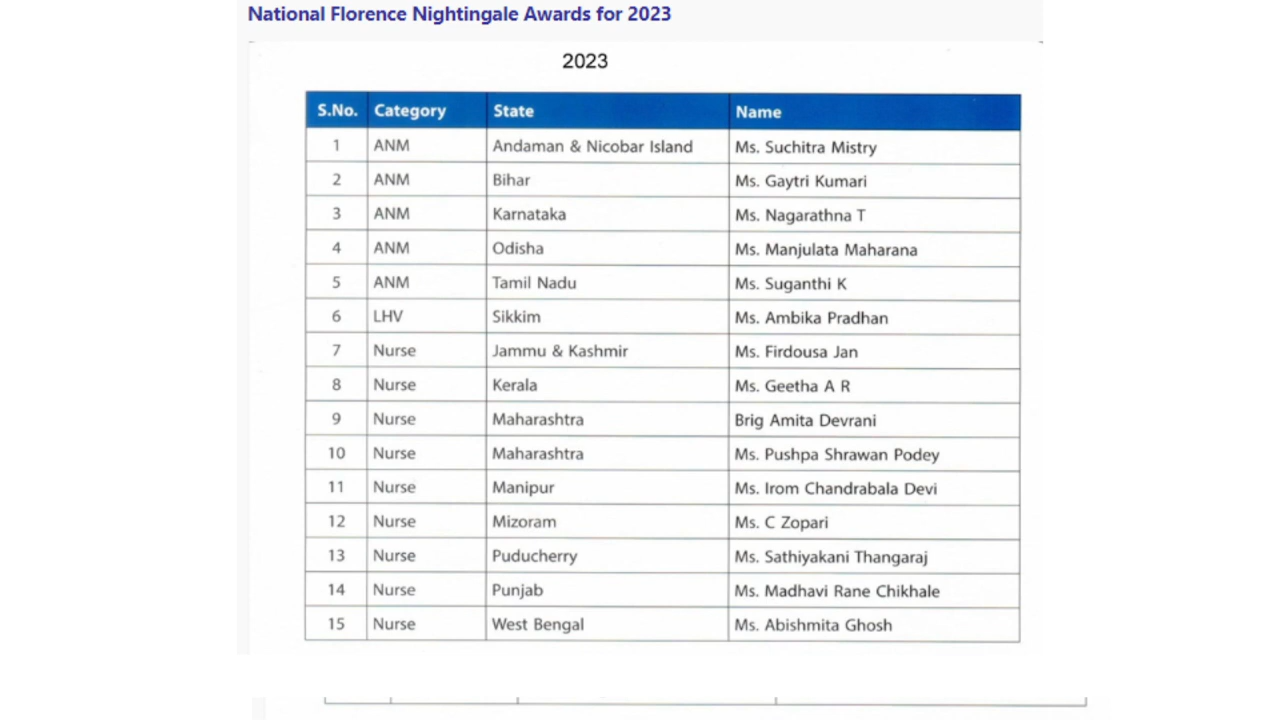 National Florence Nightingale Awards for 2023
2023
S.No. Category State Name
1 ANM Andaman & Nicobar Island Ms. Suchitra Mistry
2 ANM Bihar Ms. Gaytri Kumari
3 ANM Karnataka Ms. Nagarathna T
4 ANM Odisha Ms. Manjulata Maharana
5 ANM Tamil Nadu Ms. Suganthi K
6 LHV Sikkim Ms. Ambika Pradhan
7 Nurse Jammu & Kashmir Ms. Firdousa Jan
8 Nurse Kerala Ms. Geetha A R
9 Nurse Maharashtra Brig Amita Devrani
10 Nurse Maharashtra Ms. Pushpa Shrawan Podey
11 Nurse Manipur Ms. Irom Chandrabala Devi
12 Nurse Mizoram Ms. C Zopari
13 Nurse Puducherry Ms. Sathiyakani Thangaraj
14 Nurse Punjab Ms. Madhavi Rane Chikhale
15 Nurse West Bengal Ms. Abishmita Ghosh